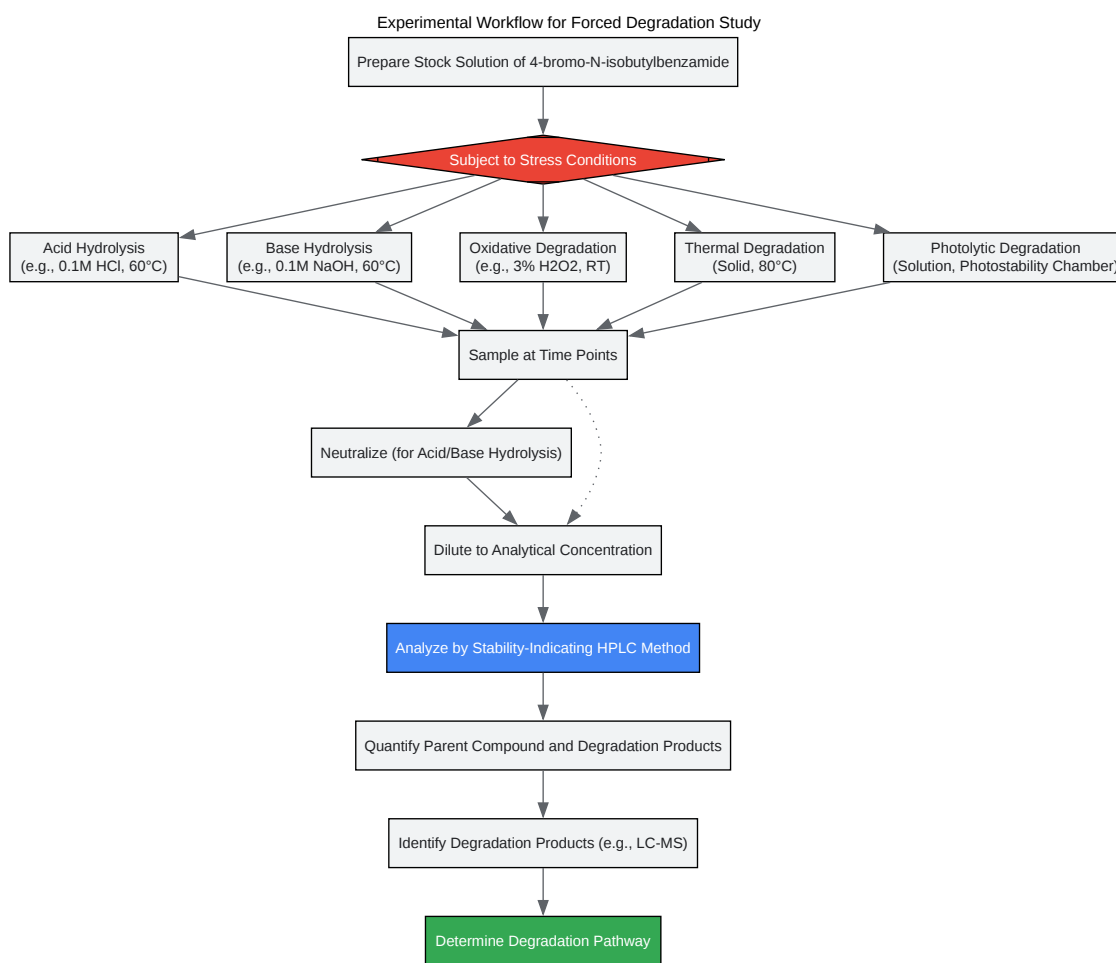 Experimental Workflow for Forced Degradation Study
Prepare Stock Solution of 4-bromo-N-isobutylbenzamide
Subject to Stress Conditions
Acid Hydrolysis
(e.g., 0.1M HCl, 60°C)
Base Hydrolysis
(e.g., 0.1M NaOH, 60°C)
Oxidative Degradation
(e.g., 3% H2O2, RT)
Thermal Degradation
(Solid, 80°C)
Photolytic Degradation
(Solution, Photostability Chamber)
Sample at Time Points
Neutralize (for Acid/Base Hydrolysis)
Dilute to Analytical Concentration
Analyze by Stability-Indicating HPLC Method
Quantify Parent Compound and Degradation Products
Identify Degradation Products (e.g., LC-MS)
Determine Degradation Pathway